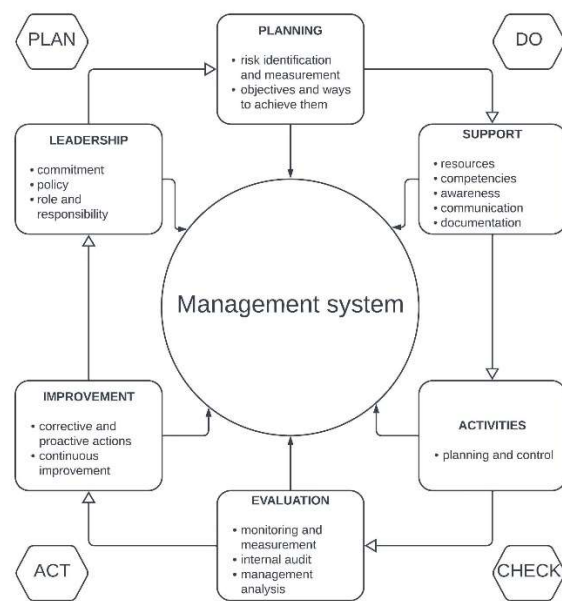 PLAN
PLANNING
• risk identification
and measurement
• objectives and ways
to achieve them
DO
LEADERSHIP
• commitment
• policy
• role and
responsibility
SUPPORT
• resources
• competencies
• awareness
• communication
• documentation
Management system
IMPROVEMENT
• corrective and
proactive actions
• continuous
improvement
ACTIVITIES
• planning and control
EVALUATION
• monitoring and
measurement
• internal audit
• management
analysis
ACT
CHECK